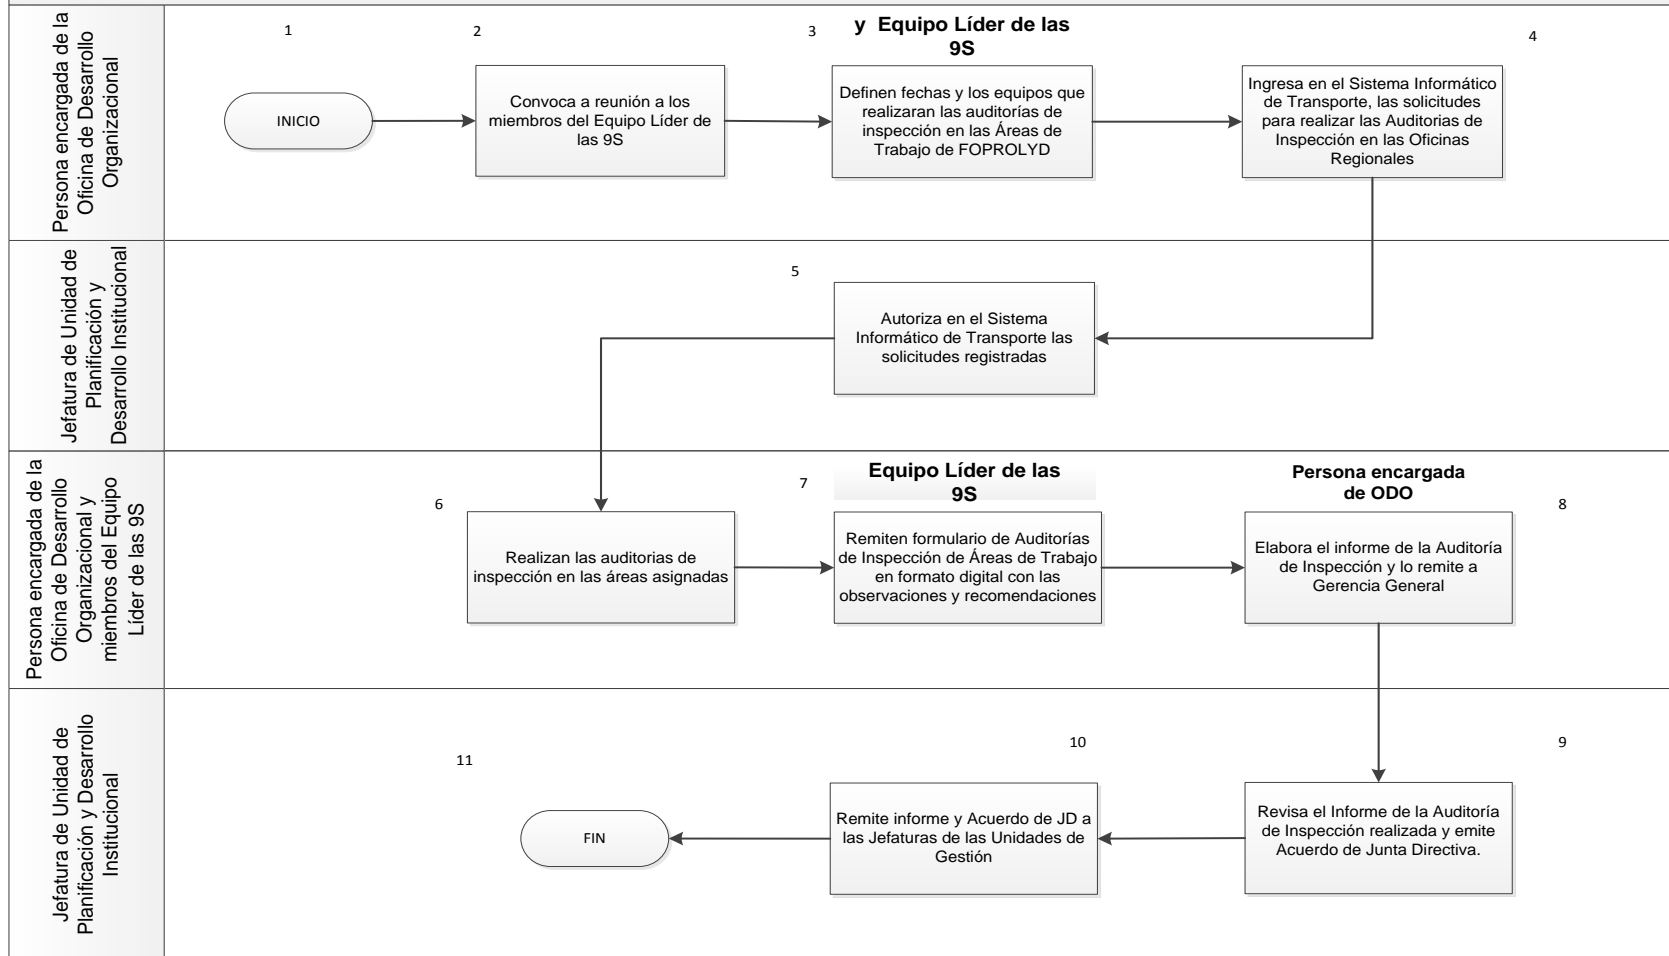 Persona encargada de la
Oficina de Desarrollo
Organizacional
1
INICIO
2
Convoca a reunión a los
miembros del Equipo Líder de
las 9S
3
y Equipo Líder de las
9S
Definen fechas y los equipos que
realizaran las auditorías de
inspección en las Áreas de
Trabajo de FOPROLYD
4
Ingresa en el Sistema Informático
de Transporte, las solicitudes
para realizar las Auditorias de
Inspección en las Oficinas
Regionales
Jefatura de Unidad de
Planificación y
Desarrollo Institucional
5
Autoriza en el Sistema
Informático de Transporte las
solicitudes registradas
Persona encargada de la
Oficina de Desarrollo
Organizacional y
miembros del Equipo
Líder de las 9S
6
Realizan las auditorias de
inspección en las áreas asignadas
7
Equipo Líder de las
9S
Remiten formulario de Auditorías
de Inspección de Áreas de Trabajo
en formato digital con las
observaciones y recomendaciones
Persona encargada
de ODO
8
Elabora el informe de la Auditoría
de Inspección y lo remite a
Gerencia General
Jefatura de Unidad de
Planificación y Desarrollo
Institucional
9
Revisa el Informe de la Auditoría
de Inspección realizada y emite
Acuerdo de Junta Directiva.
10
Remite informe y Acuerdo de JD a
las Jefaturas de las Unidades de
Gestión
11
FIN